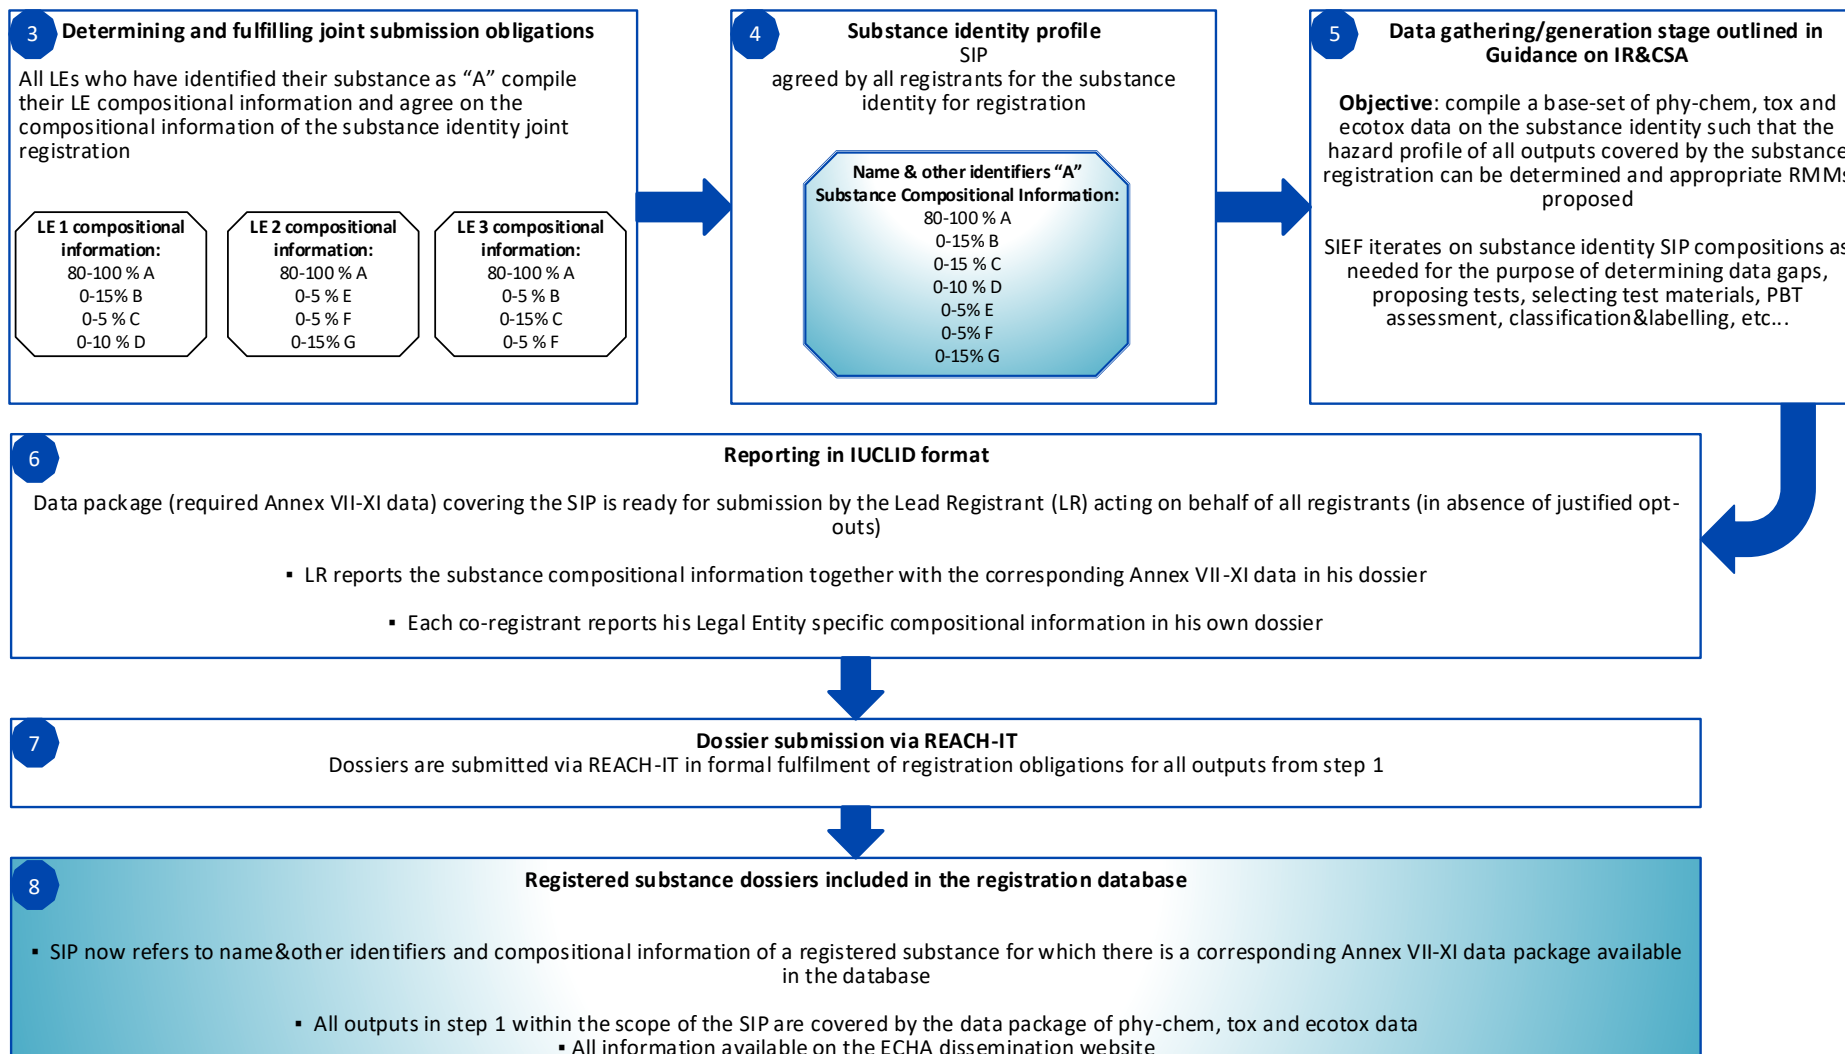 3
Determining and fulfilling joint submission obligations
All LEs who have identified their substance as “A” compile
their LE compositional information and agree on the
compositional information of the substance identity joint
registration
LE 1 compositional
information:
80-100 % A
0-15% B
0-5 % C
0-10 % D
LE 2 compositional
information:
80-100 % A
0-5 % E
0-5 % F
0-15% G
LE 3 compositional
information:
80-100 % A
0-5 % B
0-15% C
0-5 % F
4
Substance identity profile
SIP
agreed by all registrants for the substance
identity for registration
Name & other identifiers “A”
Substance Compositional Information:
80-100 % A
0-15% B
0-15 % C
0-10 % D
0-5% E
0-5% F
0-15% G
5
Data gathering/generation stage outlined in
Guidance on IR&CSA
Objective: compile a base-set of phy-chem, tox and
ecotox data on the substance identity such that the
hazard profile of all outputs covered by the substance
registration can be determined and appropriate RMMs
proposed
SIEF iterates on substance identity SIP compositions as
needed for the purpose of determining data gaps,
proposing tests, selecting test materials, PBT
assessment, classification&labelling, etc...
6
Reporting in IUCLID format
Data package (required Annex VII-XI data) covering the SIP is ready for submission by the Lead Registrant (LR) acting on behalf of all registrants (in absence of justified opt-
outs)
▪ LR reports the substance compositional information together with the corresponding Annex VII-XI data in his dossier
▪ Each co-registrant reports his Legal Entity specific compositional information in his own dossier
7
Dossier submission via REACH-IT
Dossiers are submitted via REACH-IT in formal fulfilment of registration obligations for all outputs from step 1
8
Registered substance dossiers included in the registration database
▪ SIP now refers to name&other identifiers and compositional information of a registered substance for which there is a corresponding Annex VII-XI data package available
in the database
▪ All outputs in step 1 within the scope of the SIP are covered by the data package of phy-chem, tox and ecotox data
▪ All information available on the ECHA dissemination website